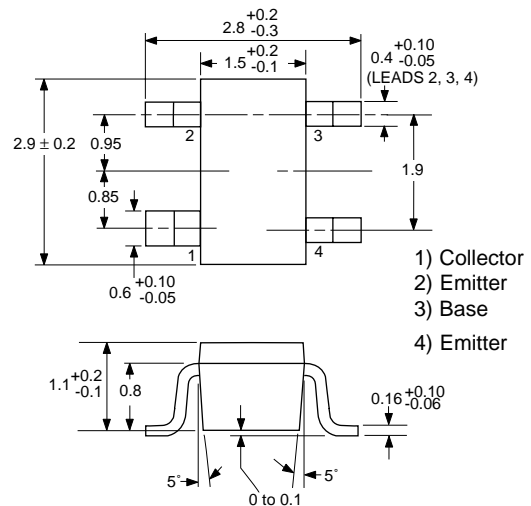 2.8 +0.2 -0.3
1.5 +0.2 -0.1
0.4 +0.10 -0.05
(LEADS 2, 3, 4)
2
3
2.9 ± 0.2
0.95
1.9
0.85
1
4
0.6 +0.10 -0.05
1) Collector
2) Emitter
3) Base
4) Emitter
1.1 +0.2 -0.1
0.8
0.16 +0.10 -0.06
5°
5°
0 to 0.1